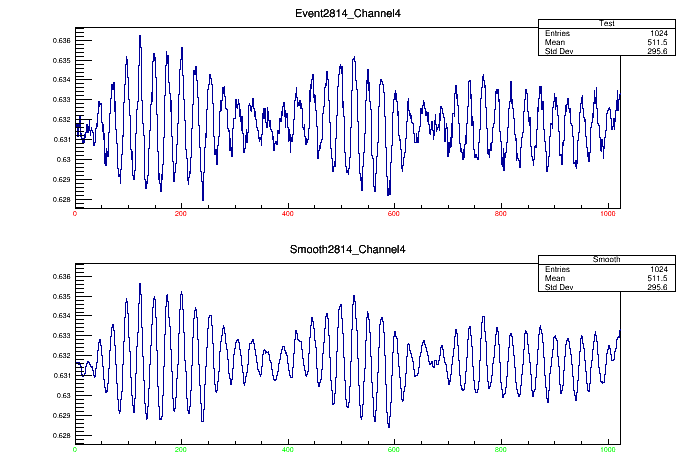 Event2814_Channel4
Test
Entries 1024
Mean 511.5
Std Dev 295.6
0.636
0.635
0.634
0.633
0.632
0.631
0.63
0.629
0.628
0 200 400 600 800 1000
Smooth2814_Channel4
Smooth
Entries 1024
Mean 511.5
Std Dev 295.6
0.636
0.635
0.634
0.633
0.632
0.631
0.63
0.629
0.628
0 200 400 600 800 1000